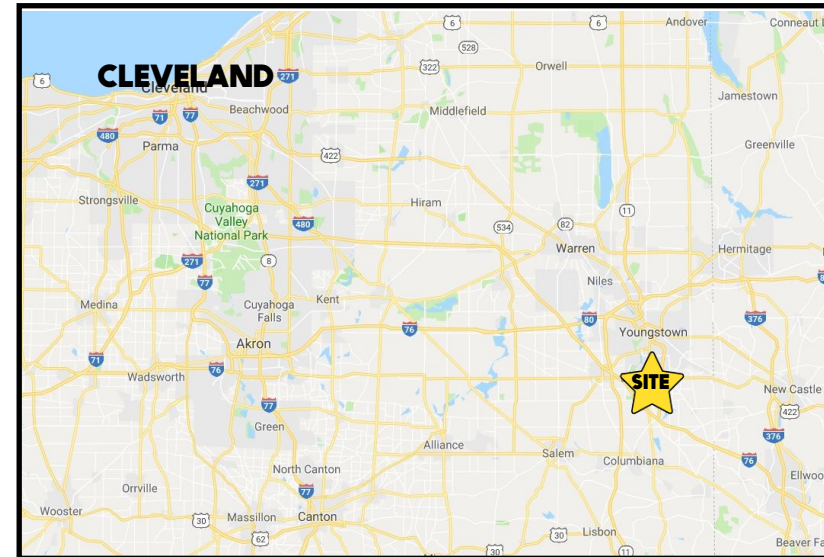 6
6
Andover
Conneaut L
528
322
Orwell
CLEVELAND
Cleveland
271
6
Jamestown
Beachwood
Middlefield
71
77
480
Parma
422
Greenville
271
Strongsville
Hiram
Cuyahoga
Valley
National Park
11
480
534
82
Warren
Hermitage
271
8
77
Niles
Medina
Cuyahoga
Falls
Kent
76
80
376
Youngstown
Akron
71
76
SITE
Wadsworth
New Castle
77
422
Green
376
Alliance
Salem
Columbiana
76
North Canton
Ellwoo
77
Orrville
Wooster
30
Massillon
Canton
62
30
Lisbon
30
11
Beaver Fa